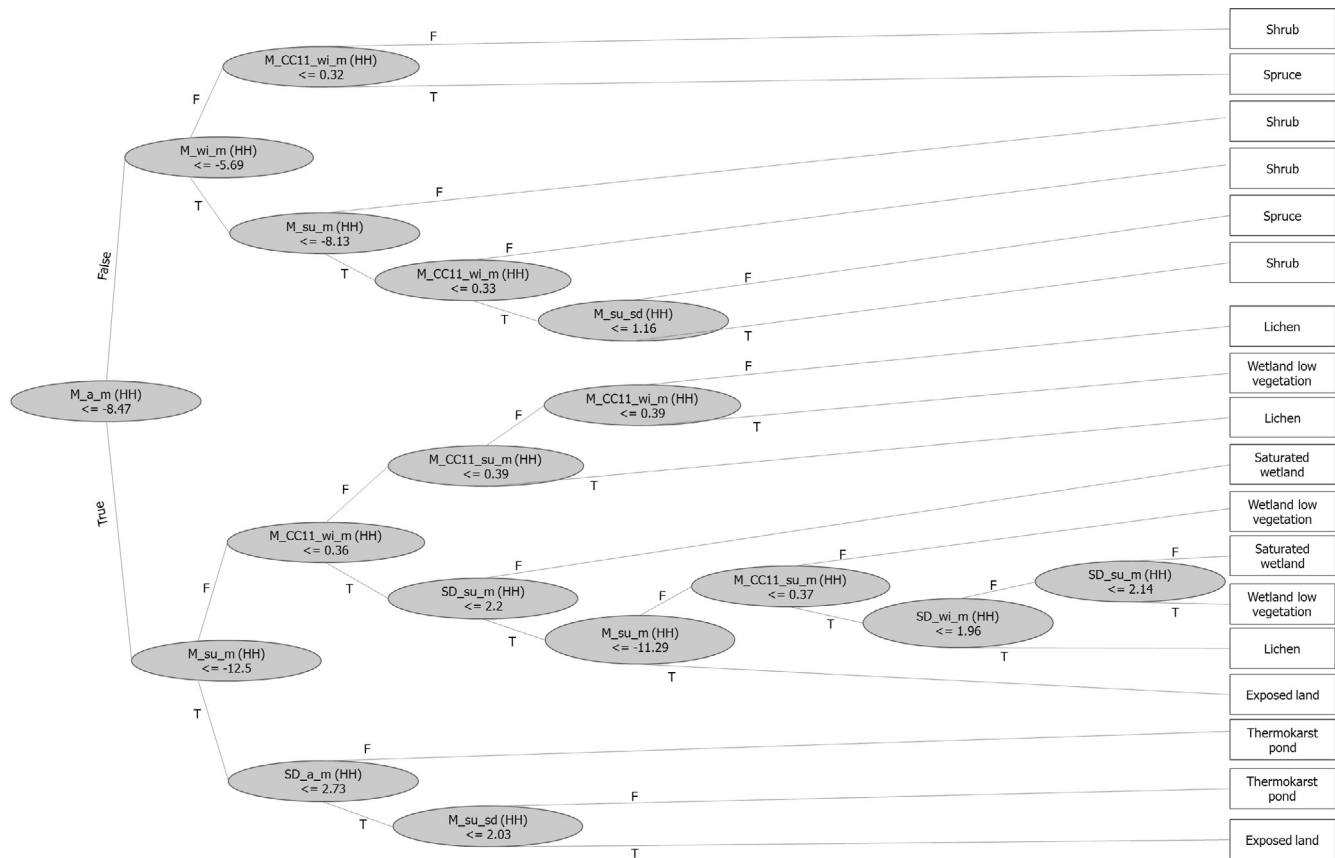 F
Shrub
M_CC11_wi_m (HH)
<= 0.32
Spruce
T
F
Shrub
M_wi_m (HH)
<= -5.69
Shrub
F
T
M_su_m (HH)
<= -8.13
F
Spruce
M_CC11_wi_m (HH)
<= 0.33
T
F
Shrub
False
M_su_sd (HH)
<= 1.16
T
T
Lichen
F
Wetland low
vegetation
M_a_m (HH)
<= -8.47
M_CC11_wi_m (HH)
<= 0.39
F
T
Lichen
M_CC11_su_m (HH)
<= 0.39
T
Saturated
wetland
F
True
M_CC11_wi_m (HH)
<= 0.36
F
Wetland low
vegetation
T
F
SD_su_m (HH)
<= 2.2
M_CC11_su_m (HH)
<= 0.37
F
Saturated
wetland
SD_su_m (HH)
<= 2.14
F
F
T
Wetland low
vegetation
T
M_su_m (HH)
<= -11.29
T
SD_wi_m (HH)
<= 1.96
T
Lichen
M_su_m (HH)
<= -12.5
T
Exposed land
T
F
Thermokarst
pond
SD_a_m (HH)
<= 2.73
F
Thermokarst
pond
T
M_su_sd (HH)
<= 2.03
T
Exposed land